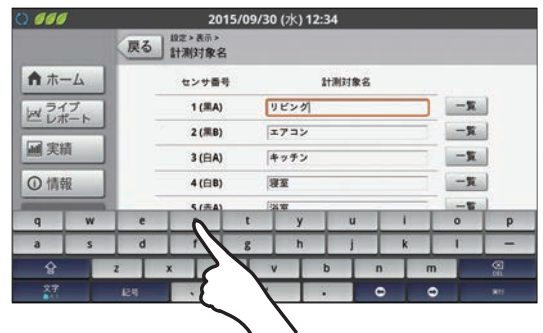 2015/09/30 (水) 12:34
戻る
設定 > 表示 >
計測対象名
ホーム
ライブ
レポート
実績
情報
センサ番号 計測対象名
1 (黒A) リビング 一覧
2 (黒B) エアコン 一覧
3 (白A) キッチン 一覧
4 (白B) 寝室 一覧
5 (赤A) 浴室 一覧
q w e t y u i o p
a s d f g h j k l ー
z x v b n m DEL
文字 記号 、 . 実行